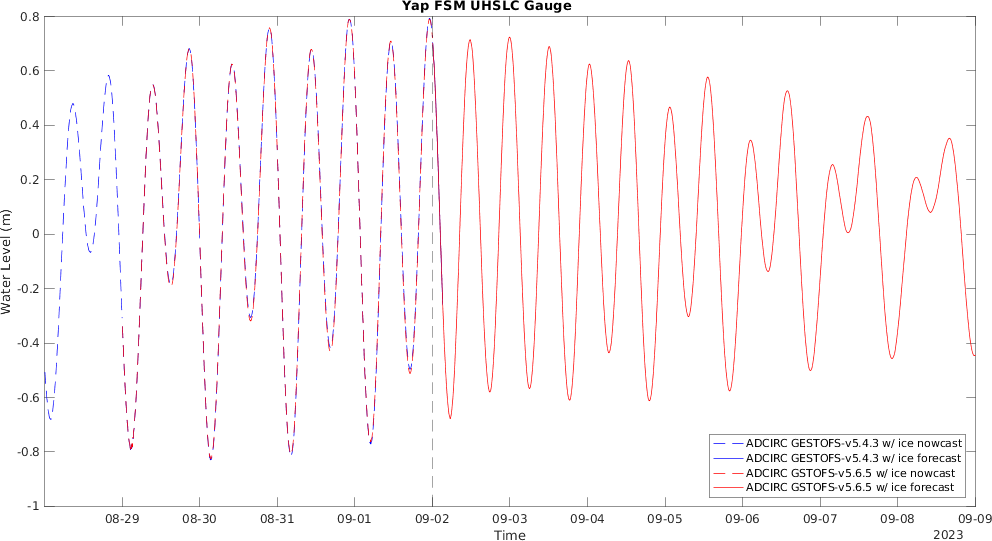 Yap FSM UHSLC Gauge
0.8
0.6
0.4
0.2
0
-0.2
-0.4
-0.6
-0.8
-1
Water Level (m)
ADCIRC GESTOFS-v5.4.3 w/ ice nowcast
ADCIRC GESTOFS-v5.4.3 w/ ice forecast
ADCIRC GSTOFS-v5.6.5 w/ ice nowcast
ADCIRC GSTOFS-v5.6.5 w/ ice forecast
08-29 08-30 08-31 09-01 09-02 09-03 09-04 09-05 09-06 09-07 09-08 09-09
Time
2023